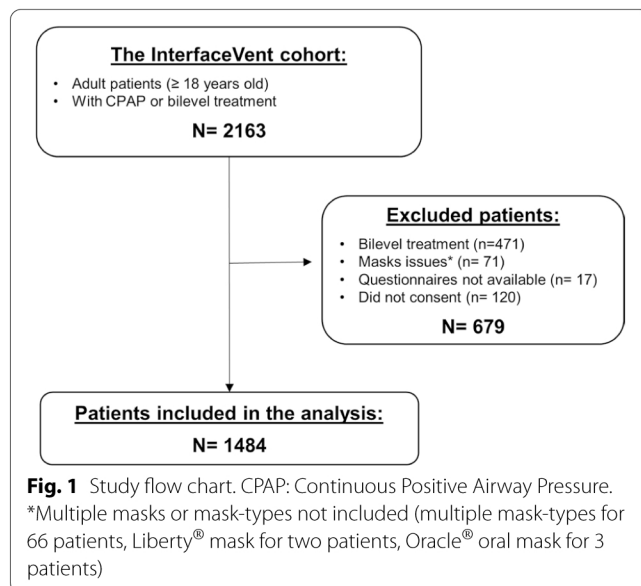 The InterfaceVent cohort:
• Adult patients (≥ 18 years old)
• With CPAP or bilevel treatment
N= 2163
Excluded patients:
• Bilevel treatment (n=471)
• Masks issues* (n= 71)
• Questionnaires not available (n= 17)
• Did not consent (n= 120)
N= 679
Patients included in the analysis:
N= 1484
Fig. 1 Study flow chart. CPAP: Continuous Positive Airway Pressure.
*Multiple masks or mask-types not included (multiple mask-types for
66 patients, Liberty® mask for two patients, Oracle® oral mask for 3
patients)